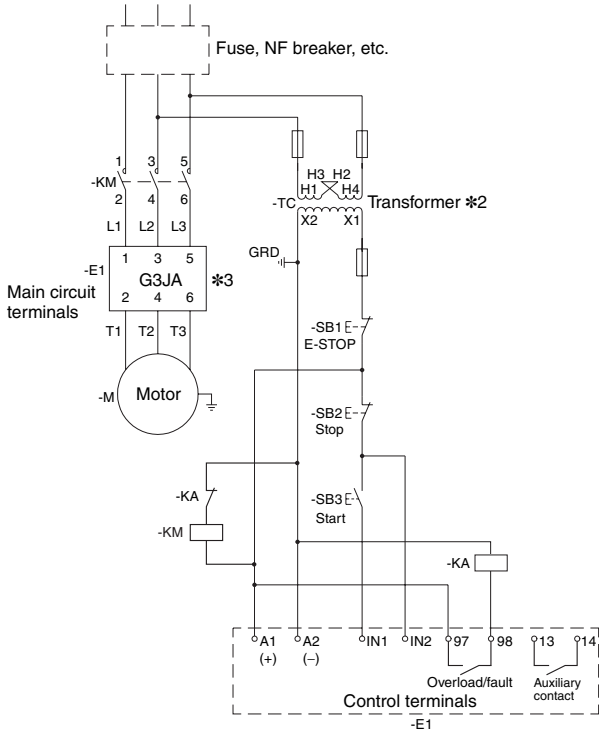 Fuse, NF breaker, etc.
1 3 5
-KM
2 4 6
L1 L2 L3
H3 H2
H1 H4
-TC
Transformer *2
X2 X1
GRD
-E1
1 3 5
G3JA
2 4 6
*3
Main circuit
terminals
T1 T2 T3
-M
Motor
-SB1
E-STOP
-SB2
Stop
-KA
-KM
-SB3
Start
-KA
A1
(+)
A2
(−)
IN1
IN2
97
98
13
14
Overload/fault
Auxiliary
contact
Control terminals
-E1